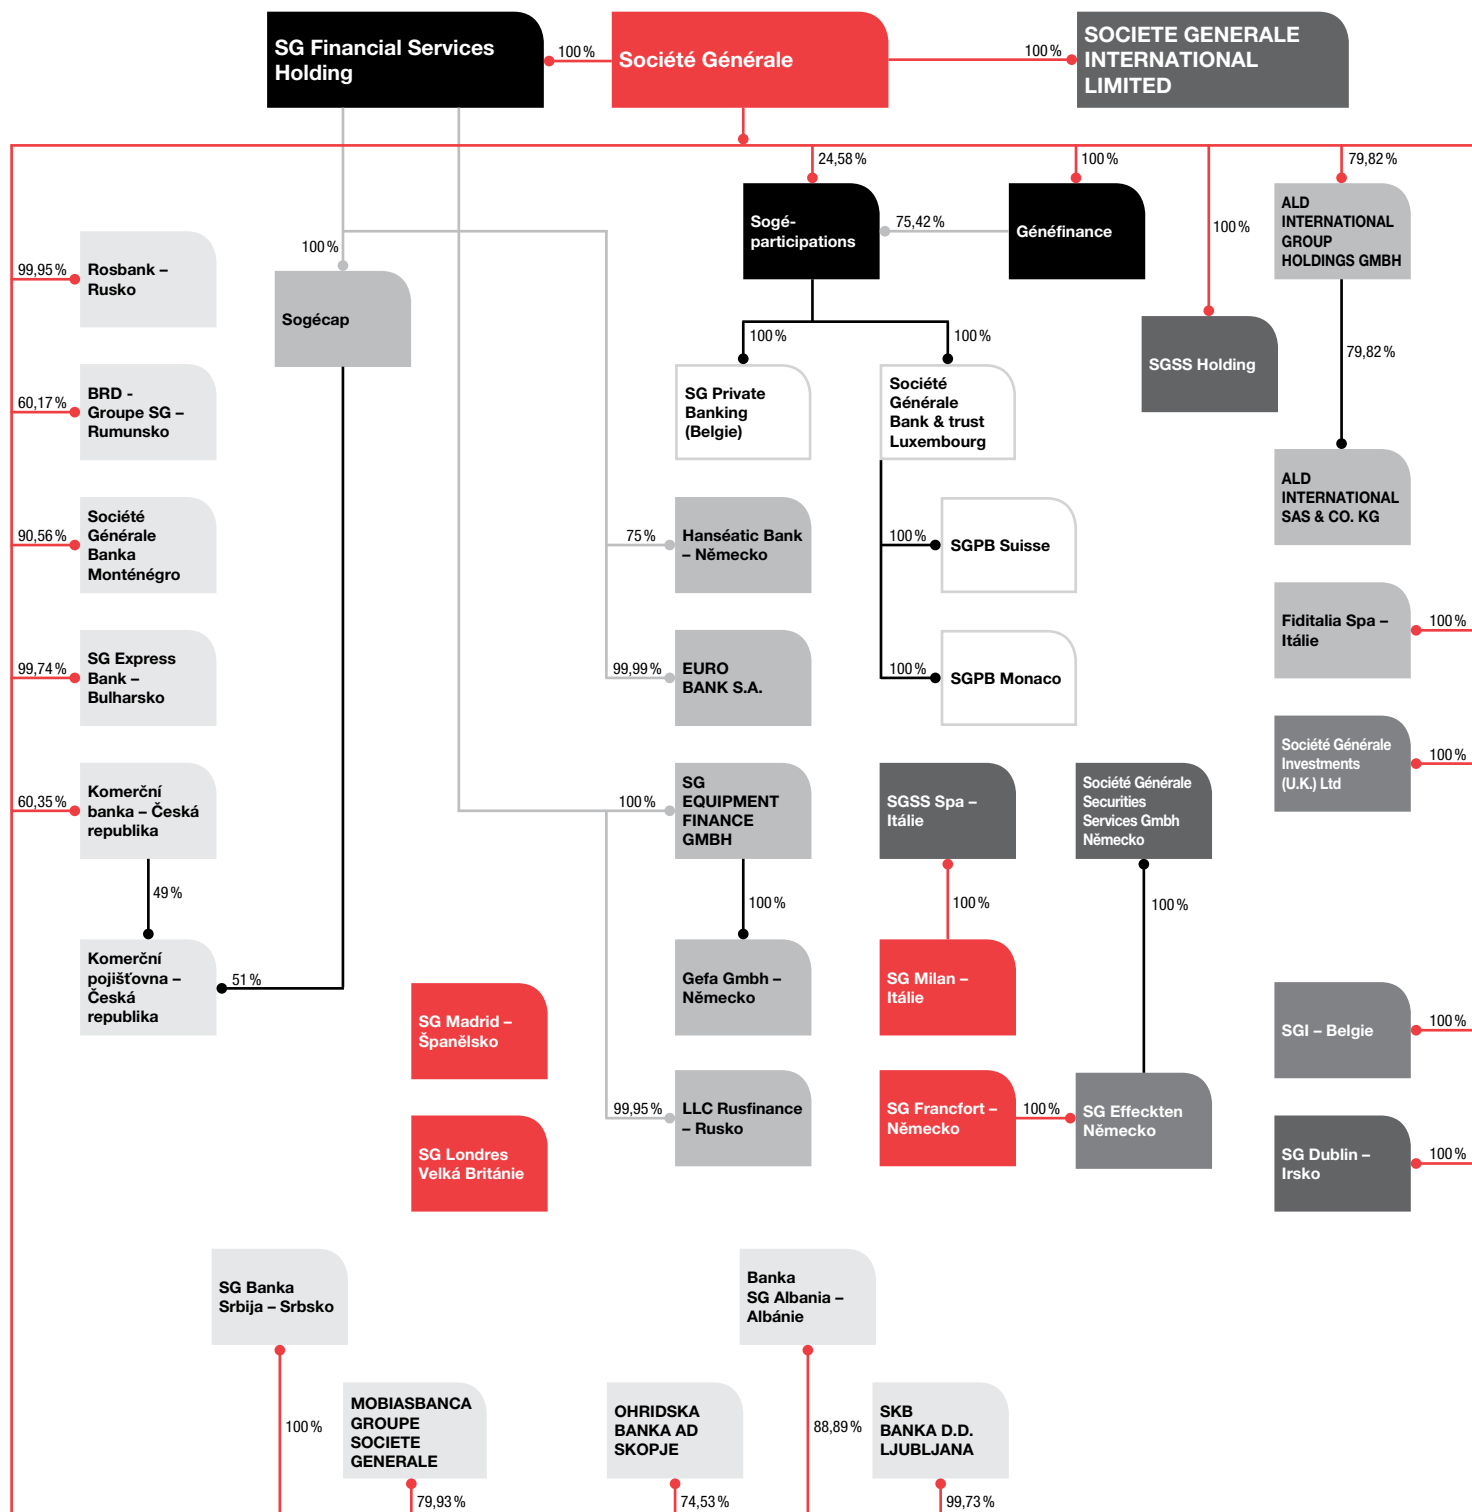 SG Financial Services
Holding
100 %
Société Générale
100 %
SOCIETE GENERALE
INTERNATIONAL
LIMITED
24,58 %
100 %
79,82 %
Sogé-
participations
75,42 %
Généfinance
100 %
ALD
INTERNATIONAL
GROUP
HOLDINGS GMBH
99,95 %
Rosbank –
Rusko
100 %
Sogécap
100 %
100 %
SGSS Holding
79,82 %
60,17 %
BRD -
Groupe SG –
Rumunsko
SG Private
Banking
(Belgie)
Société
Générale
Bank & trust
Luxembourg
ALD
INTERNATIONAL
SAS & CO. KG
90,56 %
Société
Générale
Banka
Monténégro
75 %
Hanséatic Bank
– Německo
100 %
SGPB Suisse
Fiditalia Spa –
Itálie
100 %
99,74 %
SG Express
Bank –
Bulharsko
99,99 %
EURO
BANK S.A.
100 %
SGPB Monaco
Société Générale
Investments
(U.K.) Ltd
100 %
60,35 %
Komerční
banka – Česká
republika
100 %
SG
EQUIPMENT
FINANCE
GMBH
SGSS Spa –
Itálie
Société Générale
Securities
Services Gmbh
Německo
49 %
100 %
100 %
100 %
Komerční
pojišťovna –
Česká
republika
51 %
SG Madrid –
Španělsko
Gefa Gmbh –
Německo
SG Milan –
Itálie
SGI – Belgie
100 %
SG Londres
Velká Británie
99,95 %
LLC Rusfinance
– Rusko
SG Francfort –
Německo
100 %
SG Effeckten
Německo
SG Dublin –
Irsko
100 %
SG Banka
Srbija – Srbsko
Banka
SG Albania –
Albánie
100 %
MOBIASBANCA
GROUPE
SOCIETE
GENERALE
OHRIDSKA
BANKA AD
SKOPJE
88,89 %
SKB
BANKA D.D.
LJUBLJANA
79,93 %
74,53 %
99,73 %